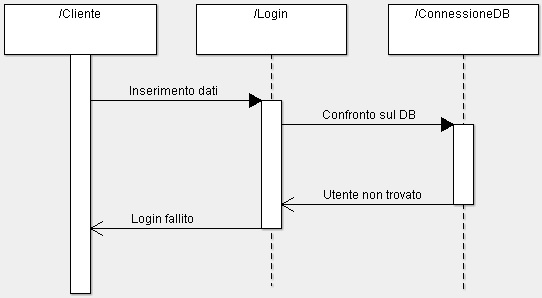 /Cliente
/Login
/ConnessioneDB
Inserimento dati
Confronto sul DB
Utente non trovato
Login fallito